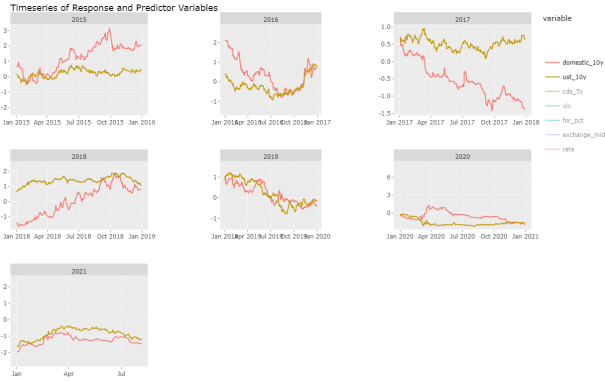 Timeseries of Response and Predictor Variables
2015
2016
2017
variable
3
2
1
0
-1
-2
2
1
0
-1
1.0
0.5
0.0
-0.5
-1.0
-1.5
domestic_10y
ust_10y
cds_5y
vix
for_pct
exchange_mid
rate
Jan 2015 Apr 2015 Jul 2015 Oct 2015 Jan 2016
Jan 2016 Apr 2016 Jul 2016 Oct 2016 Jan 2017
Jan 2017 Apr 2017 Jul 2017 Oct 2017 Jan 2018
2018
2019
2020
2
1
0
-1
1
0
-1
6
3
0
Jan 2018 Apr 2018 Jul 2018 Oct 2018 Jan 2019
Jan 2019 Apr 2019 Jul 2019 Oct 2019 Jan 2020
Jan 2020 Apr 2020 Jul 2020 Oct 2020 Jan 2021
2021
2
1
0
-1
-2
Jan Apr Jul